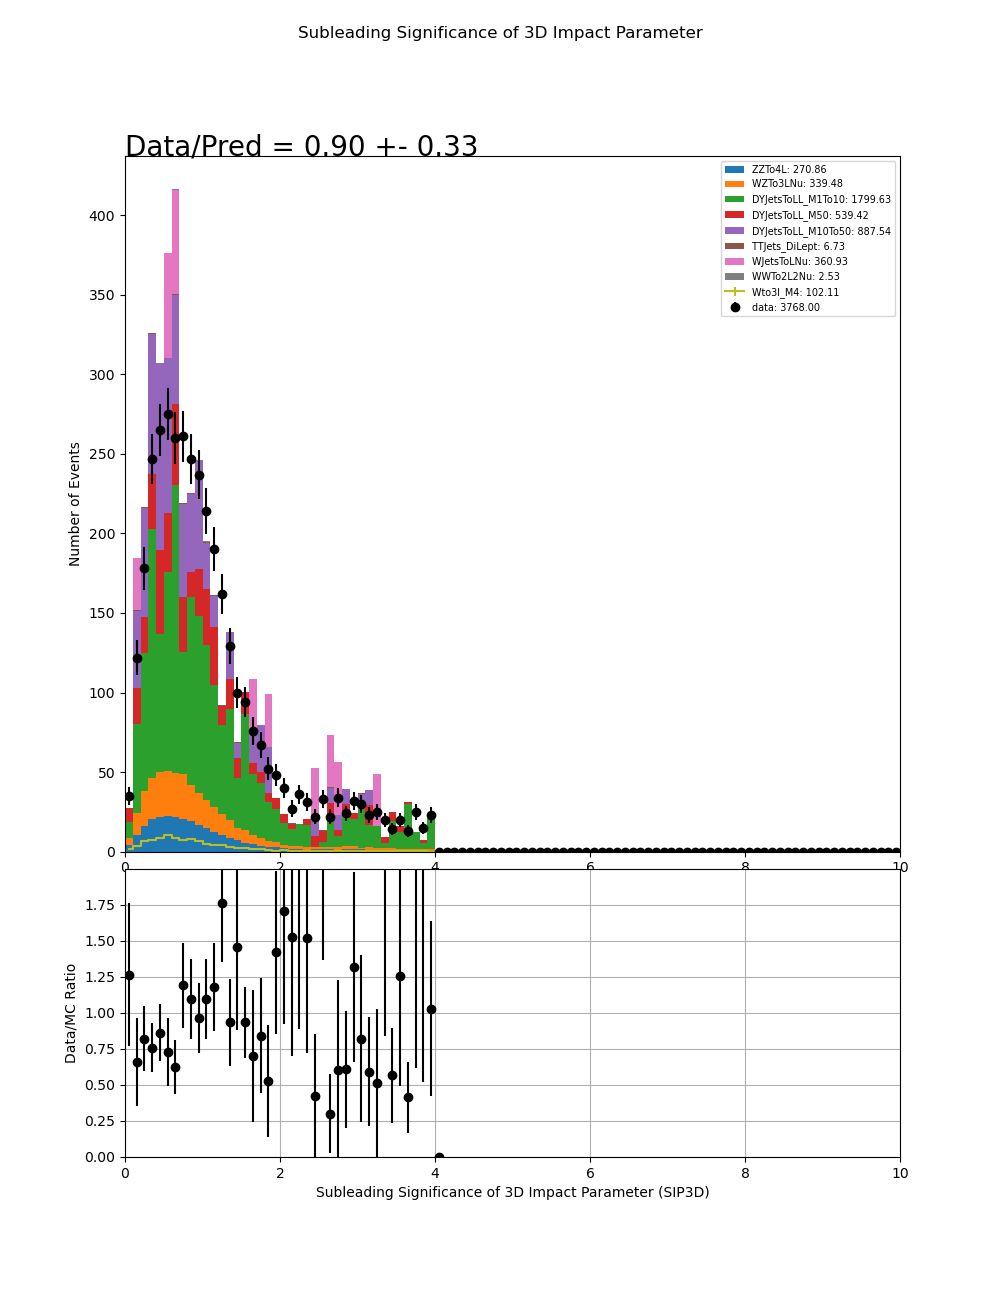 Subleading Significance of 3D Impact Parameter
Data/Pred = 0.90 +- 0.33
ZZTo4L: 270.86
WZTo3LNu: 339.48
DYJetsToLL_M1To10: 1799.63
DYJetsToLL_M50: 539.42
DYJetsToLL_M10To50: 887.54
TTJets_DiLept: 6.73
WJetsToLNu: 360.93
WWTo2L2Nu: 2.53
Wto3l_M4: 102.11
data: 3768.00
Number of Events
400
350
300
250
200
150
100
50
0
0 2 4 6 8 10
Data/MC Ratio
1.75
1.50
1.25
1.00
0.75
0.50
0.25
0.00
0 2 4 6 8 10
Subleading Significance of 3D Impact Parameter (SIP3D)